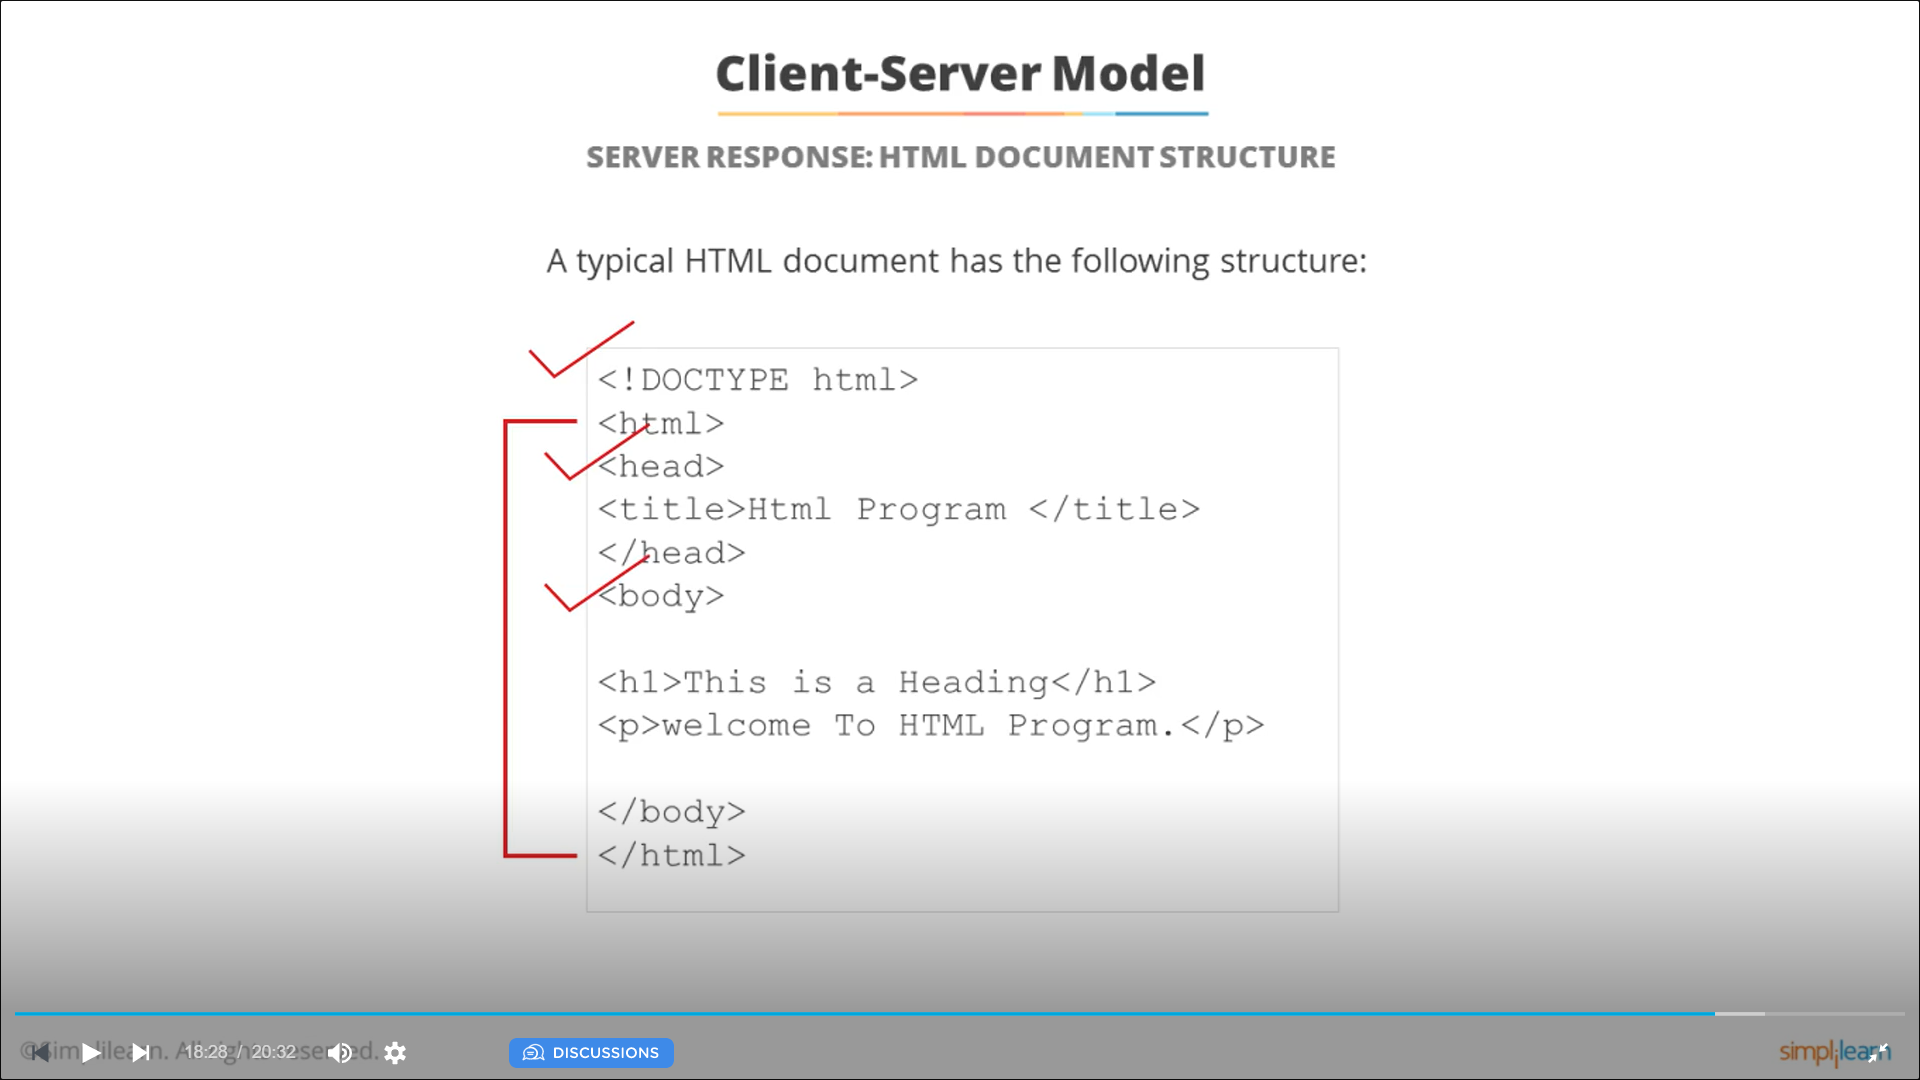 Client-Server Model
SERVER RESPONSE: HTML DOCUMENT STRUCTURE
A typical HTML document has the following structure:
<!DOCTYPE html>
<html>
<head>
<title>Html Program </title>
</head>
<body>
<h1>This is a Heading</h1>
<p>welcome To HTML Program.</p>
</body>
</html>
©Simplilearn. All rights reserved.
18:28 / 20:32
DISCUSSIONS
simplilearn